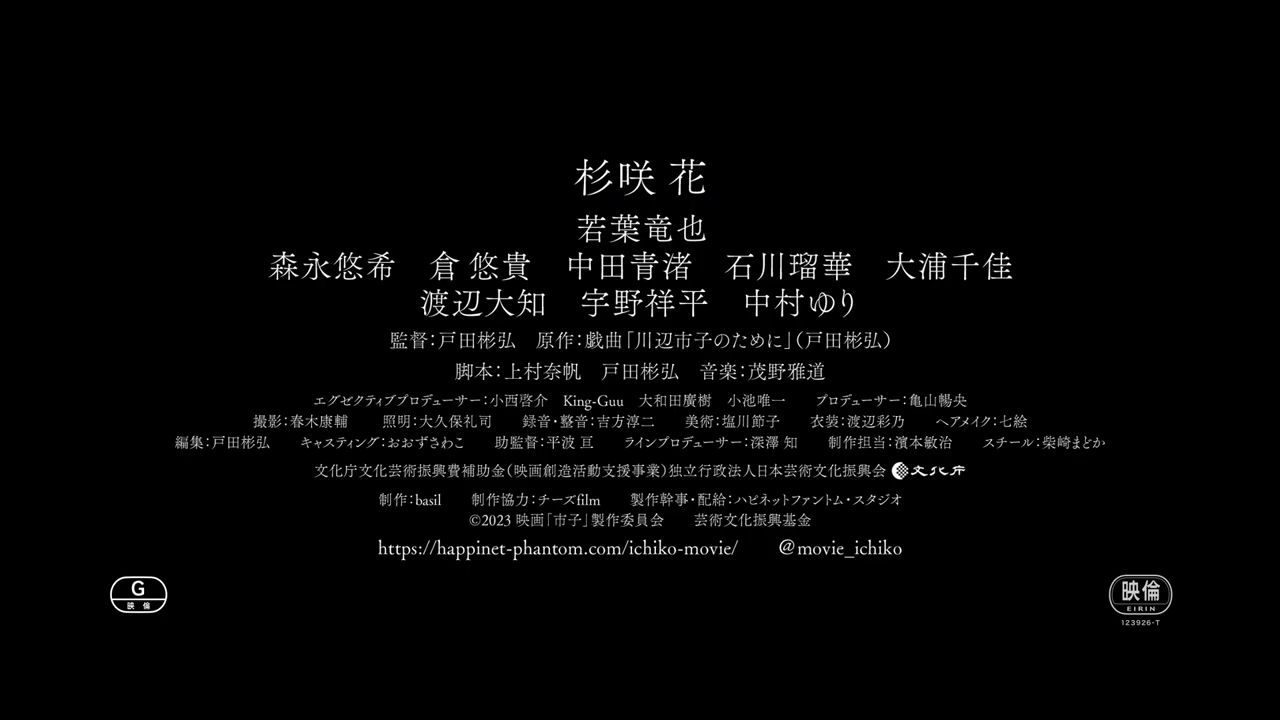 杉咲 花
若葉竜也
森永悠希　倉 悠貴　中田青渚　石川瑠華　大浦千佳
渡辺大知　宇野祥平　中村ゆり
監督:戸田彬弘　原作:戯曲「川辺市子のために」(戸田彬弘)
脚本:上村奈帆　戸田彬弘　音楽:茂野雅道
エグゼクティブプロデューサー:小西啓介　King-Guu　大和田廣樹　小池唯一　プロデューサー:亀山暢央
撮影:春木康輔　照明:大久保礼司　録音・整音:吉方淳二　美術:塩川節子　衣装:渡辺彩乃　ヘアメイク:七絵
編集:戸田彬弘　キャスティング:おおずさわこ　助監督:平波 亘　ラインプロデューサー:深澤 知　制作担当:濱本敏治　スチール:柴崎まどか
文化庁文化芸術振興費補助金(映画創造活動支援事業)独立行政法人日本芸術文化振興会 文化庁
制作:basil　制作協力:チーズfilm　製作幹事・配給:ハピネットファントム・スタジオ
©2023 映画「市子」製作委員会　芸術文化振興基金
https://happinet-phantom.com/ichiko-movie/　@movie_ichiko
G
映倫
映倫
EIRIN
123926-T